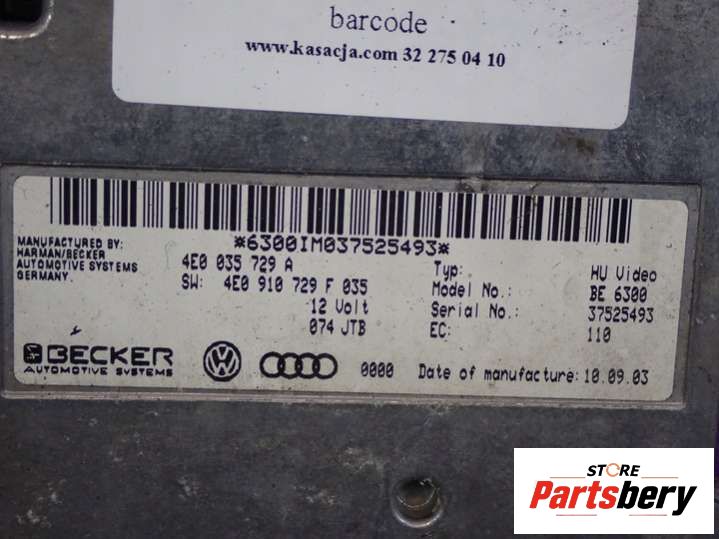 barcode
www.kasacja.com 32 275 04 10
*6300IM037525493*
MANUFACTURED BY:
HARMAN/BECKER
AUTOMOTIVE SYSTEMS
GERMANY.
4E0 035 729 A
SW: 4E0 910 729 F 035
12 Volt
074 JTB
Typ: HU Video
Model No.: BE 6300
Serial No.: 37525493
EC: 110
BECKER
AUTOMOTIVE SYSTEMS
0000
Date of manufacture: 10.09.03
STORE
Partsbery